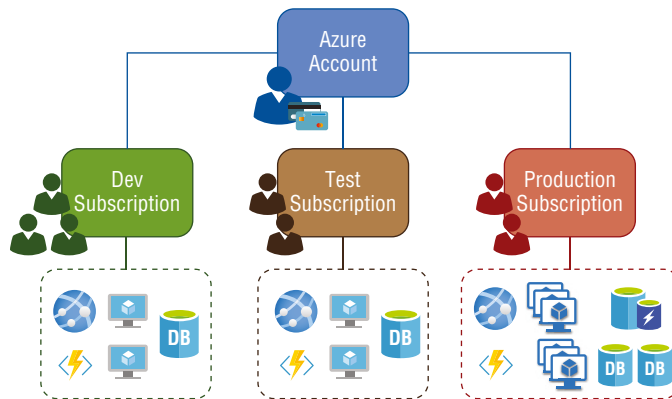 Azure
Account
Dev
Subscription
Test
Subscription
Production
Subscription
DB
DB
DB
DB